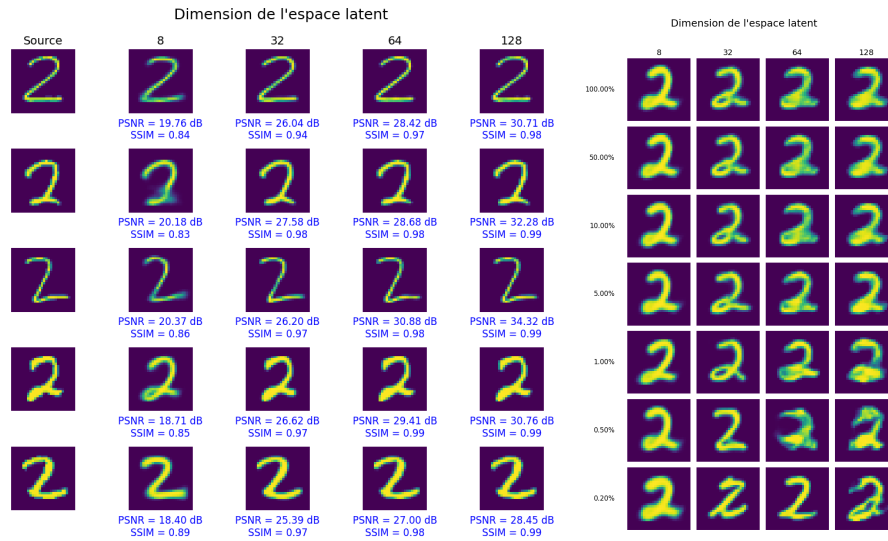 Dimension de l'espace latent
Source 8 32 64 128
PSNR = 19.76 dB PSNR = 26.04 dB PSNR = 28.42 dB PSNR = 30.71 dB
SSIM = 0.84 SSIM = 0.94 SSIM = 0.97 SSIM = 0.98
PSNR = 20.18 dB PSNR = 27.58 dB PSNR = 28.68 dB PSNR = 32.28 dB
SSIM = 0.83 SSIM = 0.98 SSIM = 0.98 SSIM = 0.99
PSNR = 20.37 dB PSNR = 26.20 dB PSNR = 30.88 dB PSNR = 34.32 dB
SSIM = 0.86 SSIM = 0.97 SSIM = 0.98 SSIM = 0.99
PSNR = 18.71 dB PSNR = 26.62 dB PSNR = 29.41 dB PSNR = 30.76 dB
SSIM = 0.85 SSIM = 0.97 SSIM = 0.99 SSIM = 0.99
PSNR = 18.40 dB PSNR = 25.39 dB PSNR = 27.00 dB PSNR = 28.45 dB
SSIM = 0.89 SSIM = 0.97 SSIM = 0.98 SSIM = 0.99
Dimension de l'espace latent
8 32 64 128
100.00%
50.00%
10.00%
5.00%
1.00%
0.50%
0.20%